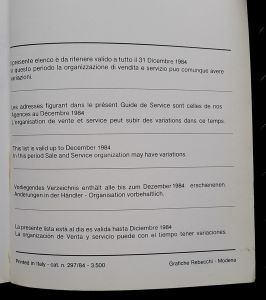 presente elenco è da ritenere valido a tutto il 31 Dicembre 1984
questo periodo la organizzazione di vendita e servizio puo comunque avere
variazioni.
Les adresses figurant dans le présent Guide de Service sont celles de nos
Agences au Décembre 1984
L'organisation de vente et service peut subir des variations dans ce temps.
This list is valid up to December 1984
In this period Sale and Service organization may have variations.
Vorliegendes Verzeichnis enthält alle bis zum Dezember 1984 erschienenen.
Änderungen in der Händler - Organisation vorbehaltlich.
La presente lista está al día es valida hasta Diciembre 1984
La organización de Venta y servicio puede con el tiempo tener variaciones.
Printed in Italy - cat. n. 297/84 - 3.500
Grafiche Rebecchi - Modena